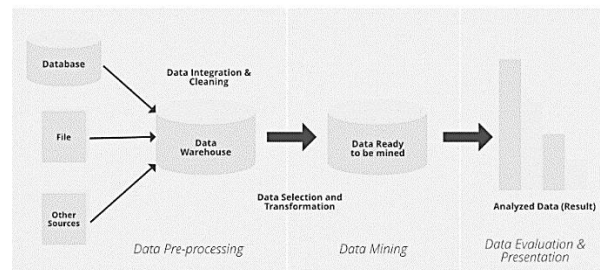 Database
Data Integration &
Cleaning
File
Data
Warehouse
Data Ready
to be mined
Data Selection and
Transformation
Other
Sources
Analyzed Data (Result)
Data Pre-processing
Data Mining
Data Evaluation &
Presentation